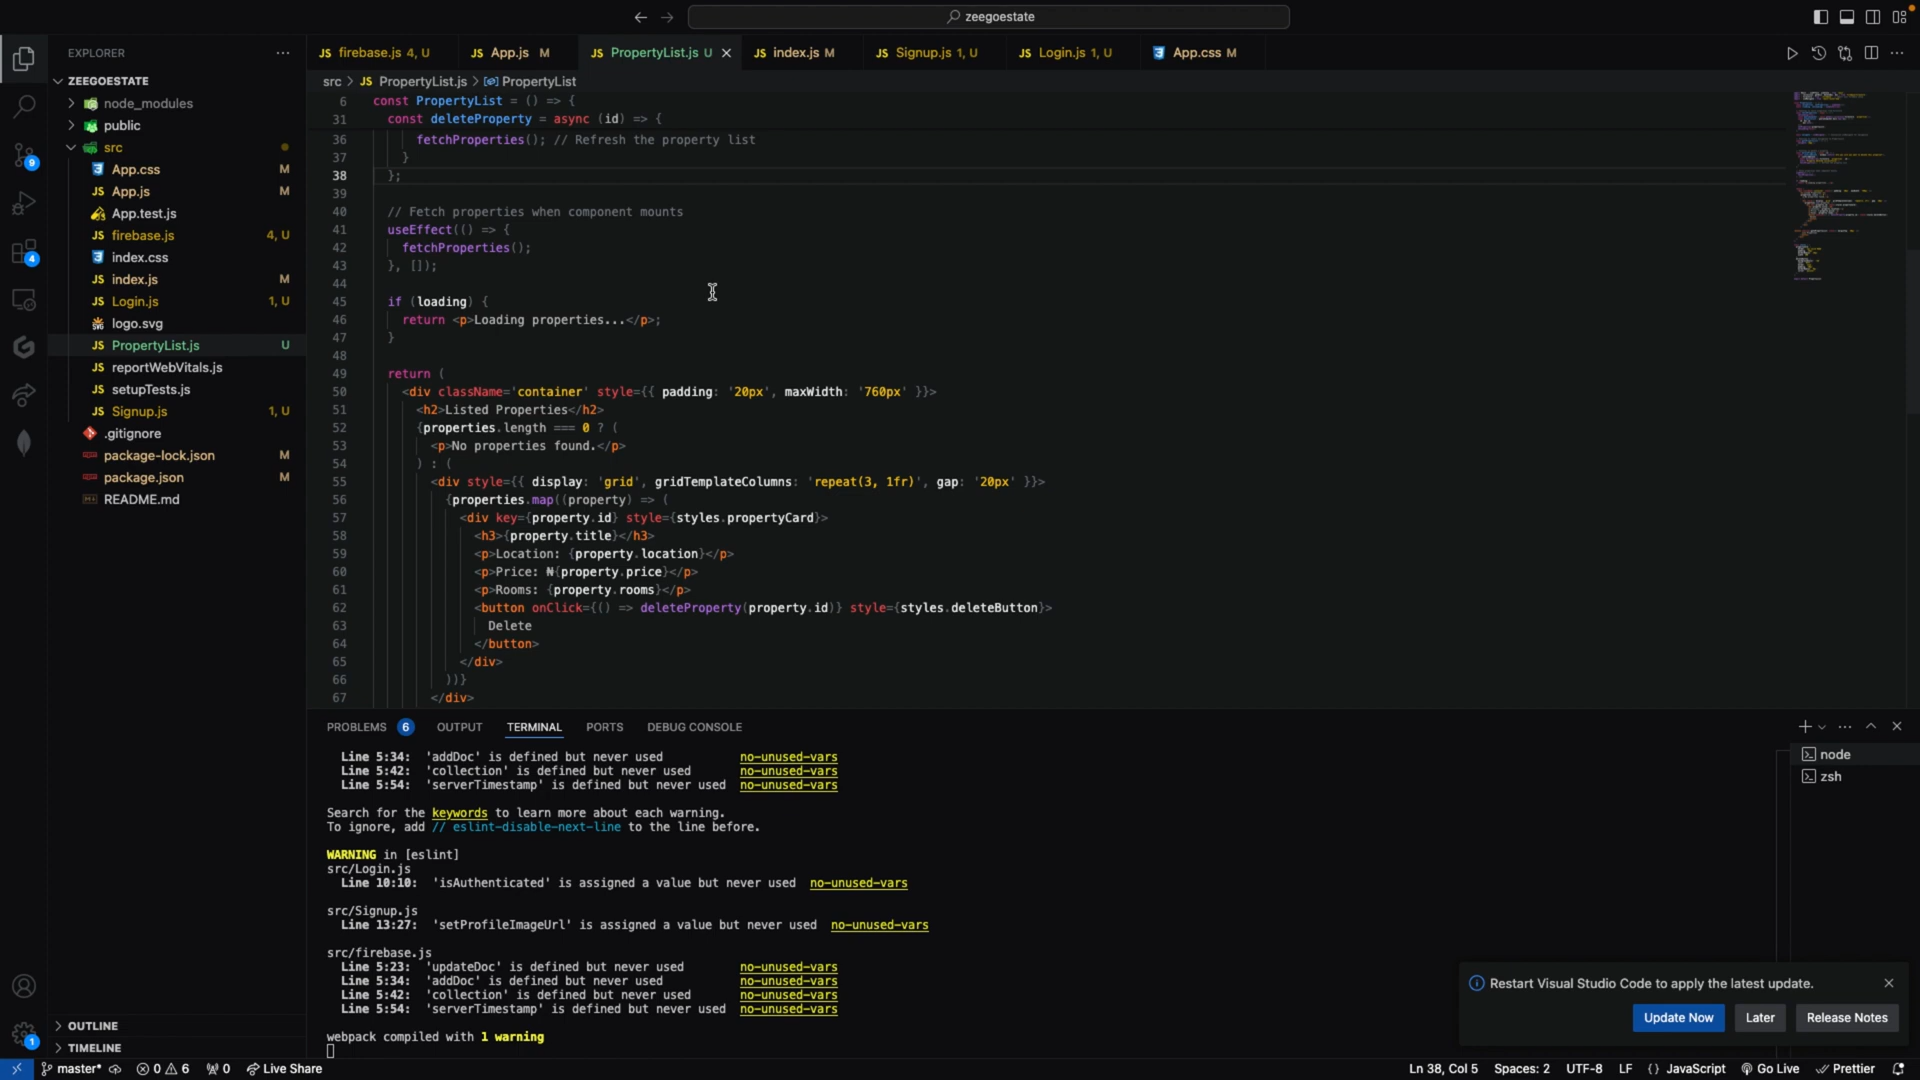 zeegoestate
EXPLORER
ZEEGOESTATE
node_modules
public
src
App.css M
App.js M
App.test.js
firebase.js 4, U
index.css
index.js M
Login.js 1, U
logo.svg
PropertyList.js U
reportWebVitals.js
setupTests.js
Signup.js 1, U
.gitignore
package-lock.json M
package.json M
README.md
OUTLINE
TIMELINE
9
4
1
firebase.js 4, U
App.js M
PropertyList.js U
index.js M
Signup.js 1, U
Login.js 1, U
App.css M
src > JS PropertyList.js > PropertyList
6 const PropertyList = () => {
31 const deleteProperty = async (id) => {
36 fetchProperties(); // Refresh the property list
37 }
38 };
39
40 // Fetch properties when component mounts
41 useEffect(() => {
42 fetchProperties();
43 }, []);
44
45 if (loading) {
46 return <p>Loading properties...</p>;
47 }
48
49 return (
50 <div className='container' style={{ padding: '20px', maxWidth: '760px' }}>
51 <h2>Listed Properties</h2>
52 {properties.length === 0 ? (
53 <p>No properties found.</p>
54 ) : (
55 <div style={{ display: 'grid', gridTemplateColumns: 'repeat(3, 1fr)', gap: '20px' }}>
56 {properties.map((property) => (
57 <div key={property.id} style={styles.propertyCard}>
58 <h3>{property.title}</h3>
59 <p>Location: {property.location}</p>
60 <p>Price: ₦{property.price}</p>
61 <p>Rooms: {property.rooms}</p>
62 <button onClick={() => deleteProperty(property.id)} style={styles.deleteButton}>
63 Delete
64 </button>
65 </div>
66 ))}
67 </div>
PROBLEMS 6 OUTPUT TERMINAL PORTS DEBUG CONSOLE
Line 5:34: 'addDoc' is defined but never used no-unused-vars
Line 5:42: 'collection' is defined but never used no-unused-vars
Line 5:54: 'serverTimestamp' is defined but never used no-unused-vars
Search for the keywords to learn more about each warning.
To ignore, add // eslint-disable-next-line to the line before.
WARNING in [eslint]
src/Login.js
Line 10:10: 'isAuthenticated' is assigned a value but never used no-unused-vars
src/Signup.js
Line 13:27: 'setProfileImageUrl' is assigned a value but never used no-unused-vars
src/firebase.js
Line 5:23: 'updateDoc' is defined but never used no-unused-vars
Line 5:34: 'addDoc' is defined but never used no-unused-vars
Line 5:42: 'collection' is defined but never used no-unused-vars
Line 5:54: 'serverTimestamp' is defined but never used no-unused-vars
webpack compiled with 1 warning
node
zsh
Restart Visual Studio Code to apply the latest update.
Update Now Later Release Notes
master* 0 6 0 Live Share Ln 38, Col 5 Spaces: 2 UTF-8 LF {} JavaScript Go Live Prettier